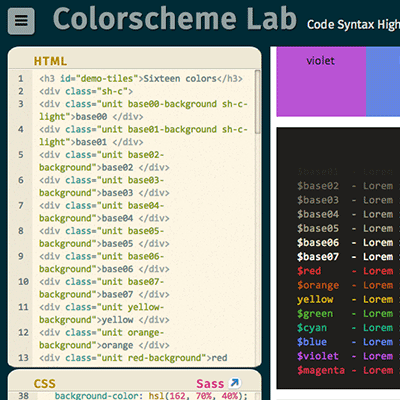 Colorscheme Lab Code Syntax High
HTML
1 <h3 id="demo-tiles">Sixteen colors</h3>
2 <div class="sh-c">
3 <div class="unit base00-background sh-c-
light">base00 </div>
4 <div class="unit base01-background sh-c-
light">base01 </div>
5 <div class="unit base02-
background">base02 </div>
6 <div class="unit base03-
background">base03 </div>
7 <div class="unit base04-
background">base04 </div>
8 <div class="unit base05-
background">base05 </div>
9 <div class="unit base06-
background">base06 </div>
10 <div class="unit base07-
background">base07 </div>
11 <div class="unit yellow-
background">yellow </div>
12 <div class="unit orange-
background">orange </div>
13 <div class="unit red-background">red
CSS Sass
38 background-color: hsl(162, 70%, 40%);
violet
$base01 - Lorem
$base02 - Lorem
$base03 - Lorem
$base04 - Lorem
$base05 - Lorem
$base06 - Lorem
$base07 - Lorem
$red - Lorem
$orange - Lorem
yellow - Lorem
$green - Lorem
$cyan - Lorem
$blue - Lorem
$violet - Lorem
$magenta - Lorem